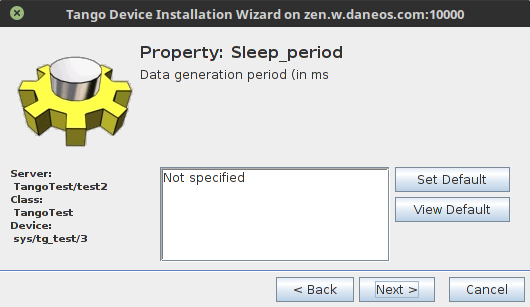 Tango Device Installation Wizard on zen.w.daneos.com:10000
Property: Sleep_period
Data generation period (in ms
Server:
TangoTest/test2
Class:
TangoTest
Device:
sys/tg_test/3
Not specified
Set Default
View Default
< Back
Next >
Cancel